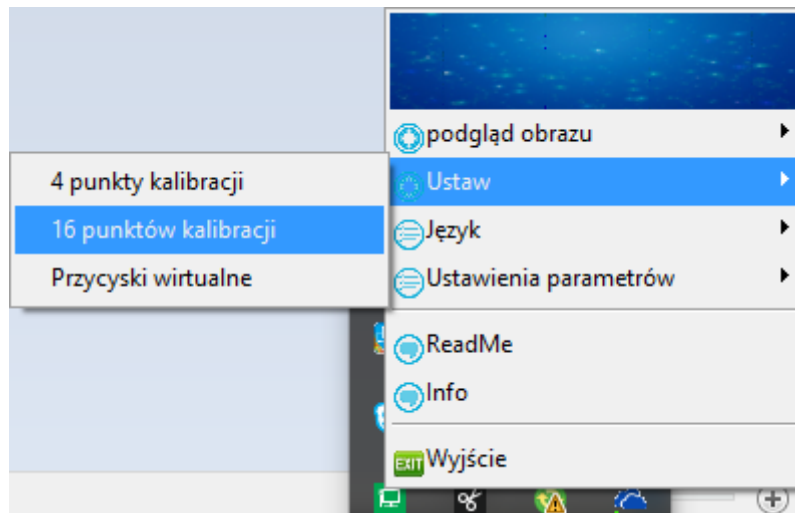 podgląd obrazu
Ustaw
4 punkty kalibracji
16 punktów kalibracji
Przycyski wirtualne
Język
Ustawienia parametrów
ReadMe
Info
EXIT Wyjście